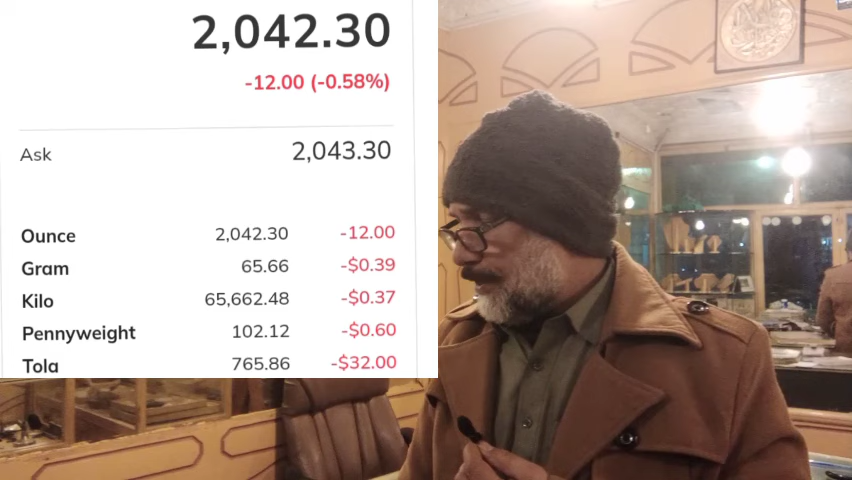 2,042.30
-12.00 (-0.58%)
Ask 2,043.30
Ounce 2,042.30 -12.00
Gram 65.66 -$0.39
Kilo 65,662.48 -$0.37
Pennyweight 102.12 -$0.60
Tola 765.86 -$32.00